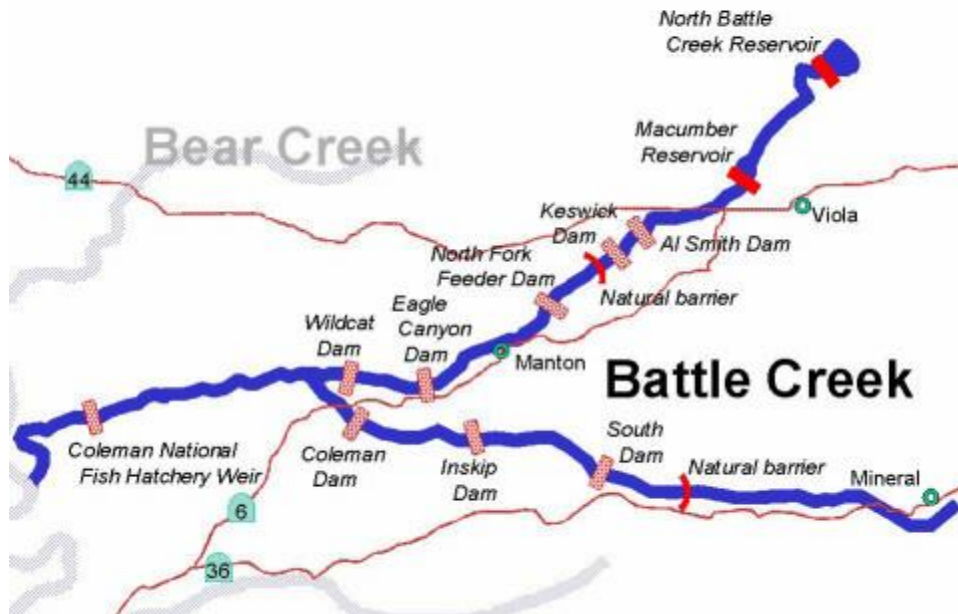 North Battle
Creek Reservoir
Bear Creek
Macumber
Reservoir
44
Keswick
Dam
Viola
Al Smith Dam
North Fork
Feeder Dam
Natural barrier
Eagle
Canyon
Dam
Wildcat
Dam
Manton
Battle Creek
Coleman National
Fish Hatchery Weir
Coleman
Dam
Inskip
Dam
South
Dam
Natural barrier
Mineral
6
36